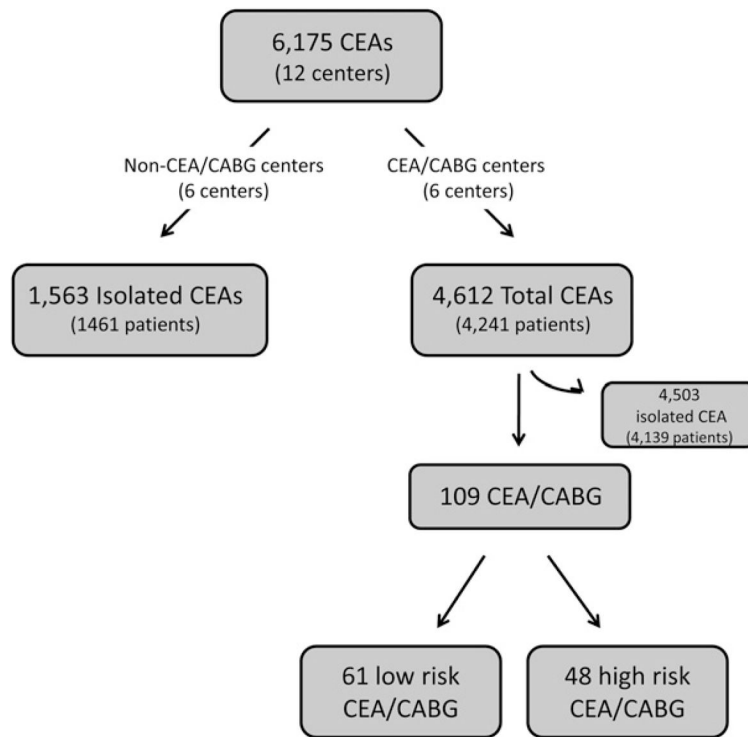 6,175 CEAs
(12 centers)
Non-CEA/CABG centers
(6 centers)
CEA/CABG centers
(6 centers)
1,563 Isolated CEAs
(1461 patients)
4,612 Total CEAs
(4,241 patients)
4,503
isolated CEA
(4,139 patients)
109 CEA/CABG
61 low risk
CEA/CABG
48 high risk
CEA/CABG